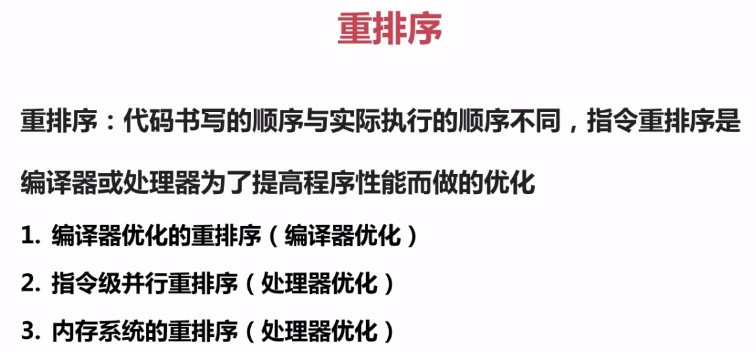 重排序
重排序：代码书写的顺序与实际执行的顺序不同，指令重排序是
编译器或处理器为了提高程序性能而做的优化
1. 编译器优化的重排序（编译器优化）
2. 指令级并行重排序（处理器优化）
3. 内存系统的重排序（处理器优化）